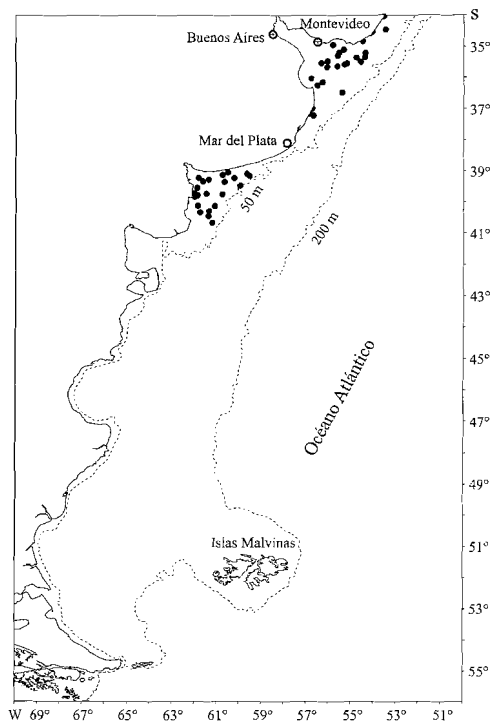 S
Montevideo
Buenos Aires
35°
37°
Mar del Plata
39°
50 m
200 m
41°
43°
45°
Océano Atlántico
47°
49°
Islas Malvinas
51°
53°
55°
W 69° 67° 65° 63° 61° 59° 57° 55° 53° 51°